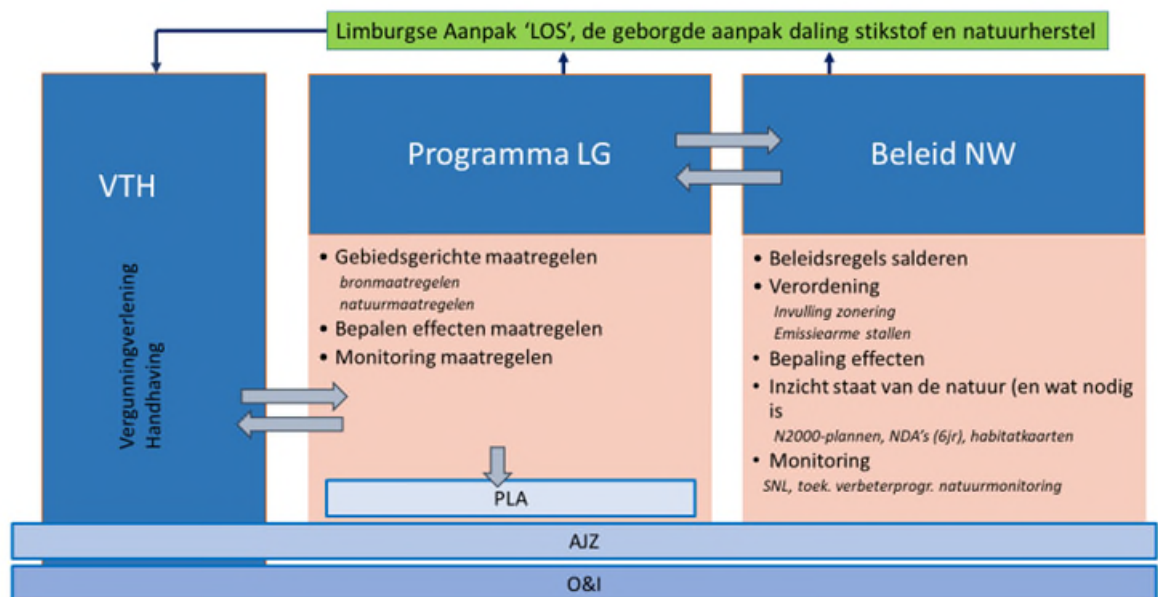 Limburgse Aanpak ‘LOS’, de geborgde aanpak daling stikstof en natuurherstel
VTH
Vergunningverlening
Handhaving
Programma LG
• Gebiedsgerichte maatregelen
bronmaatregelen
natuurmaatregelen
• Bepalen effecten maatregelen
• Monitoring maatregelen
PLA
Beleid NW
• Beleidsregels salderen
• Verordening
Invulling zonering
Emissiearme stallen
• Bepaling effecten
• Inzicht staat van de natuur (en wat nodig
is
N2000-plannen, NDA’s (6jr), habitatkaarten
• Monitoring
SNL, toek. verbeterprogr. natuurmonitoring
AJZ
O&I